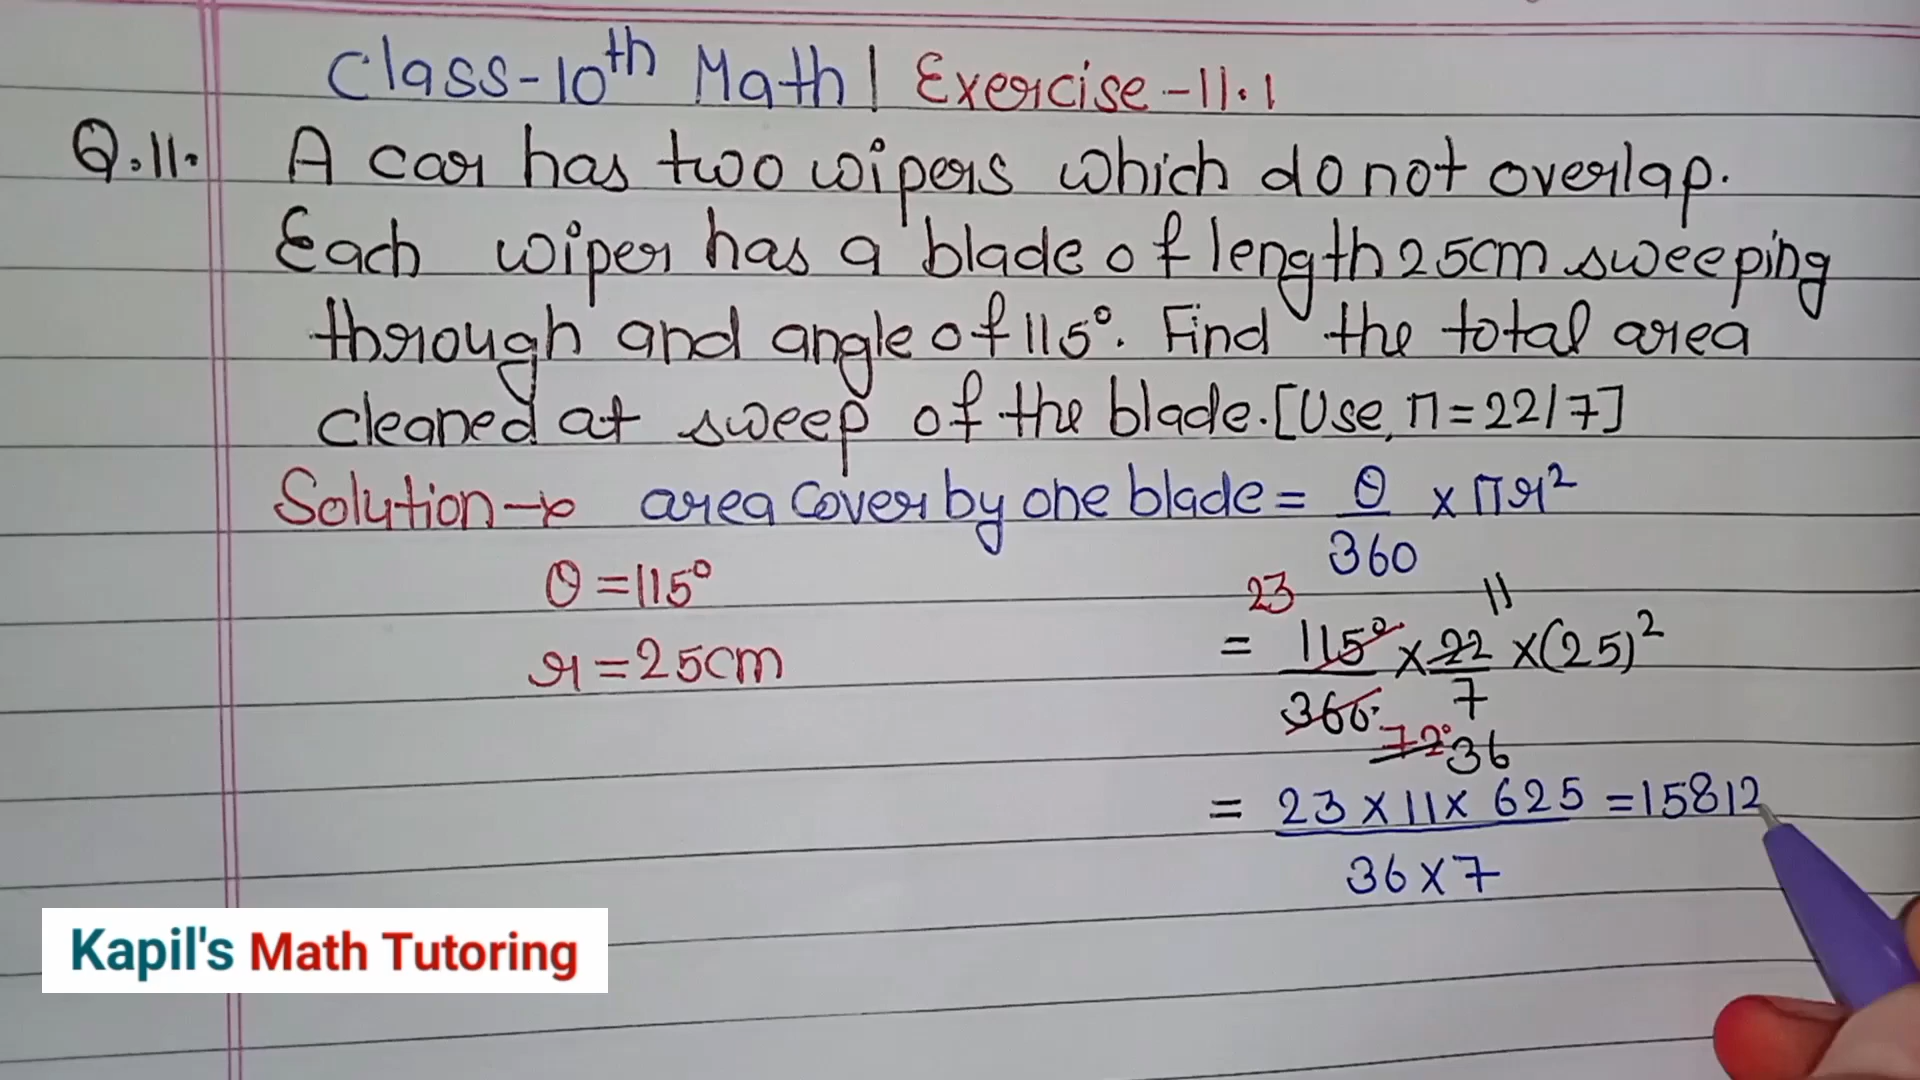 Class-10th Math | Exercise-11.1
Q.11. A car has two wipers which do not overlap.
Each wiper has a blade of length 25cm sweeping
through and angle of 115°. Find the total area
cleaned at sweep of the blade. [Use, π=22/7]
Solution→ area cover by one blade = θ/360 × πr²
θ = 115°
r = 25cm
23 11
= 115°/360 × 22/7 × (25)²
72° 36
= 23 × 11 × 625 / 36 × 7 = 15812
Kapil's Math Tutoring